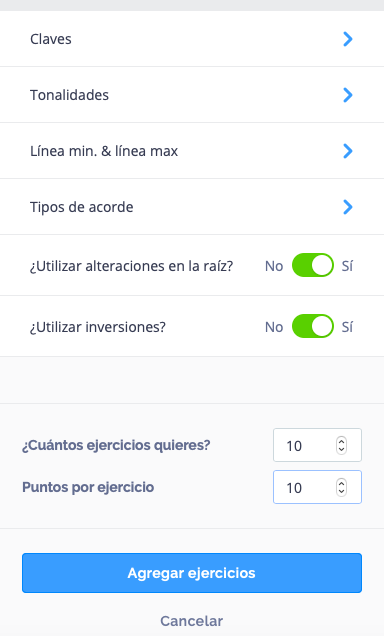 Claves
Tonalidades
Línea min. & línea max
Tipos de acorde
¿Utilizar alteraciones en la raíz? No Sí
¿Utilizar inversiones? No Sí
¿Cuántos ejercicios quieres? 10
Puntos por ejercicio 10
Agregar ejercicios
Cancelar